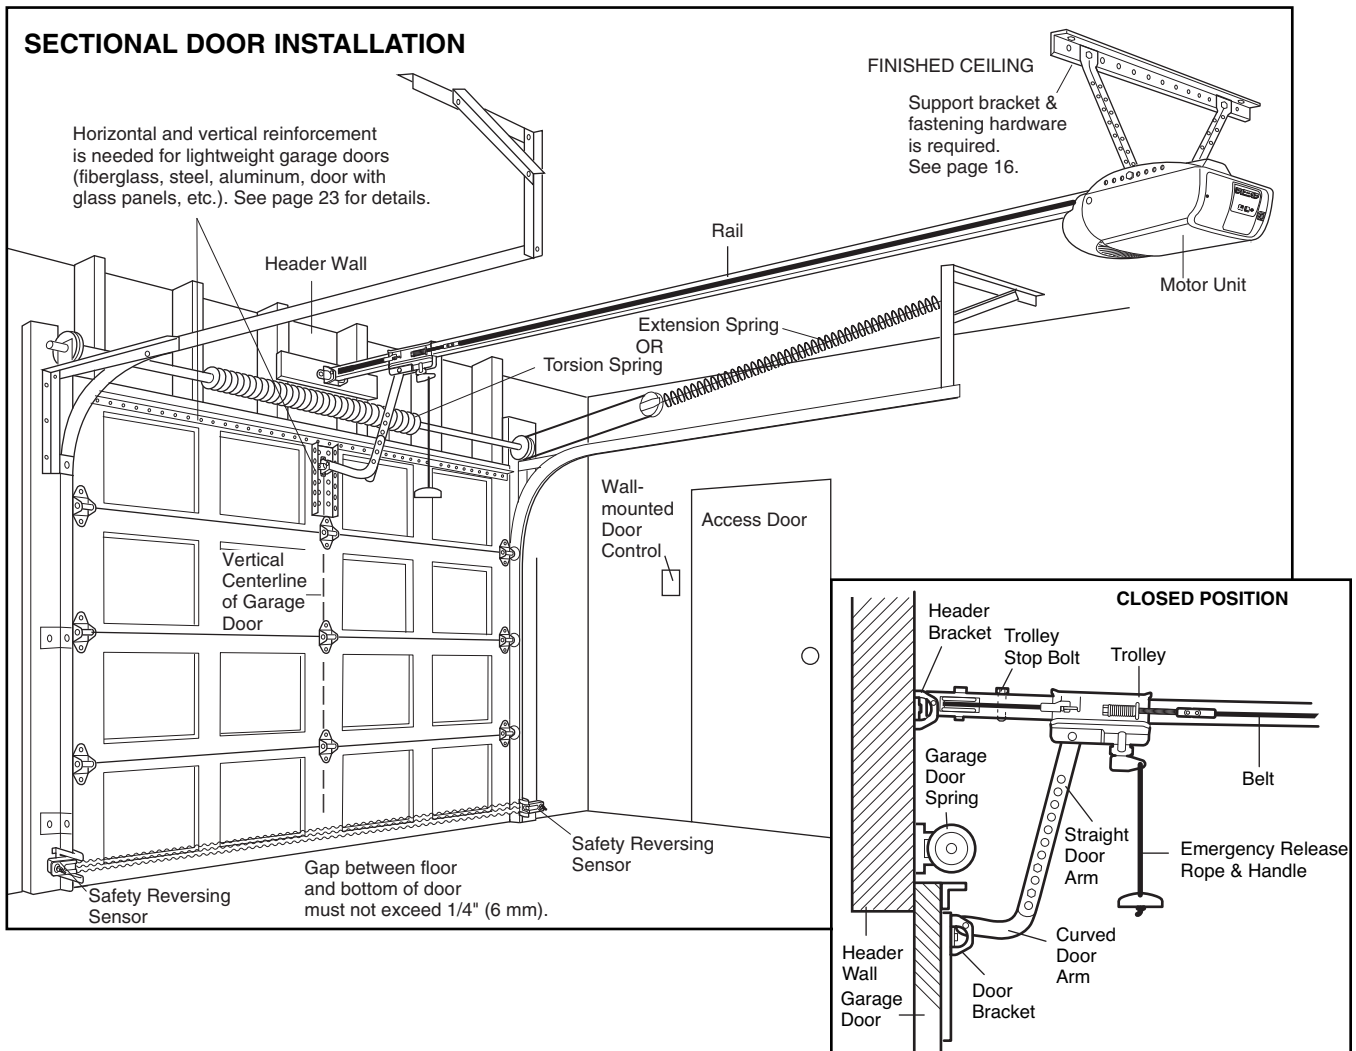 SECTIONAL DOOR INSTALLATION
FINISHED CEILING
Support bracket &
fastening hardware
is required.
See page 16.
Horizontal and vertical reinforcement
is needed for lightweight garage doors
(fiberglass, steel, aluminum, door with
glass panels, etc.). See page 23 for details.
Header Wall
Rail
Motor Unit
Extension Spring
OR
Torsion Spring
Wall-
mounted
Door
Control
Access Door
Vertical
Centerline
of Garage
Door
Safety Reversing
Sensor
Gap between floor
and bottom of door
must not exceed 1/4" (6 mm).
Safety Reversing
Sensor
CLOSED POSITION
Header
Bracket
Trolley
Stop Bolt
Trolley
Belt
Garage
Door
Spring
Straight
Door
Arm
Emergency Release
Rope & Handle
Curved
Door
Arm
Header
Wall
Door
Bracket
Garage
Door